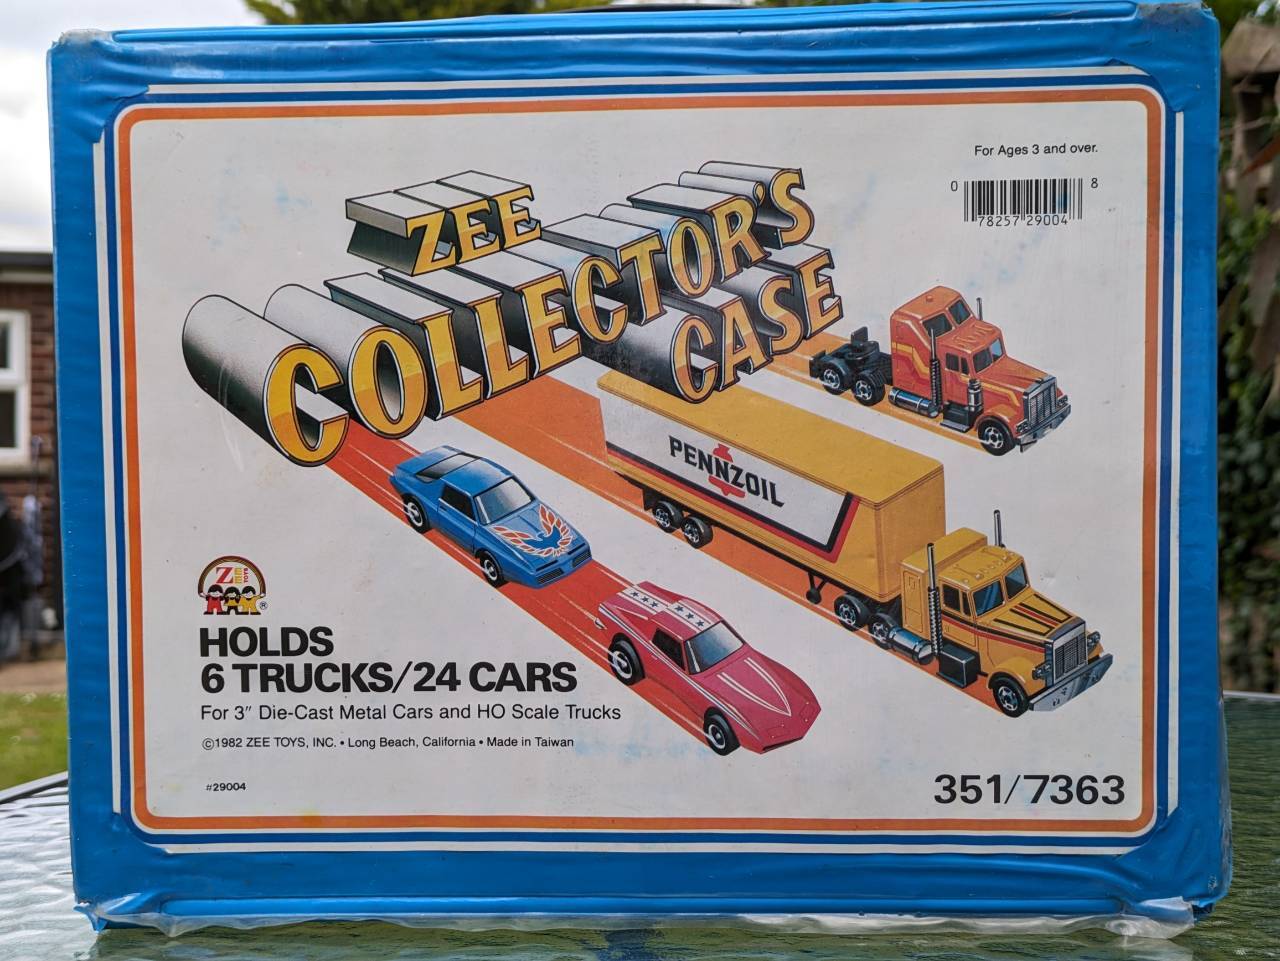 For Ages 3 and over.
0 78257 29004 8
ZEE
COLLECTOR'S
CASE
PENNZOIL
ZEE
TOYS
®
HOLDS
6 TRUCKS/24 CARS
For 3" Die-Cast Metal Cars and HO Scale Trucks
©1982 ZEE TOYS, INC. • Long Beach, California • Made in Taiwan
#29004
351/7363